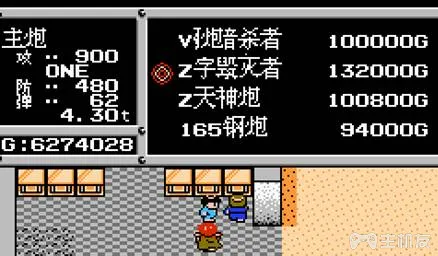 主炮
攻 :: 900
ONE
防 :: 480
弹 :: 62
4.30t
G:6274028
V炮音杀者 100000G
Z字毁灭者 132000G
Z天神炮 100800G
165钢炮 94000G